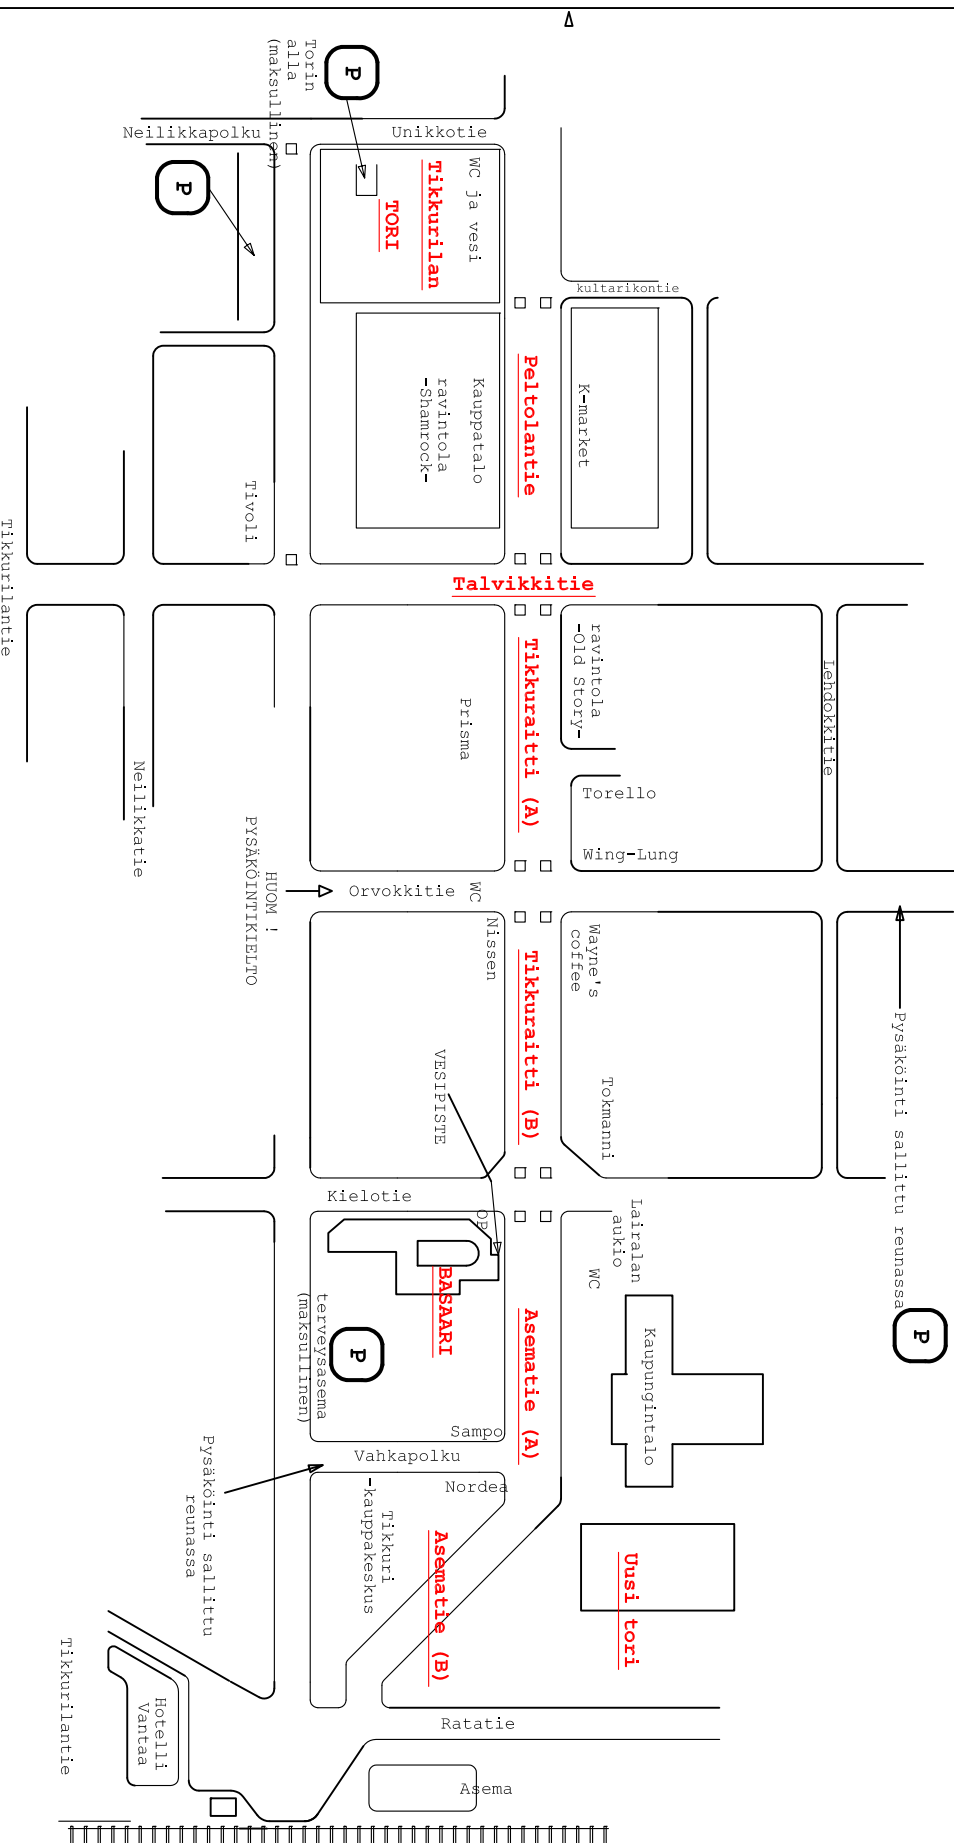 P
Torin
alla
(maksullinen)
Neilikkapolku
Unikkotie
P
WC ja vesi
Tikkurilan
TORI
kultarikontie
Peltolantie
K-market
Kauppatalo
ravintola
-Shamrock-
Tivoli
Tikkurilantie
Talvikkitie
ravintola
-Old Story-
Lehdokkitie
Tikkuraitti (A)
Prisma
Torello
Wing-Lung
Neilikkatie
HUOM !
PYSÄKÖINTIKIELTO
Orvokkitie
WC
Nissen
Wayne's
coffee
Tikkuraitti (B)
Pysäköinti sallittu reunassa
P
VESIPISTE
Tokmanni
Kielotie
OP
Lairalan
aukio
WC
BASAARI
Asematie (A)
Kaupungintalo
terveysasema
(maksullinen)
P
Sampo
Vahkapolku
Nordea
Pysäköinti sallittu
reunassa
Tikkuri
-kauppakeskus
Asematie (B)
Uusi tori
Tikkurilantie
Hotelli
Vantaa
Ratatie
Asema